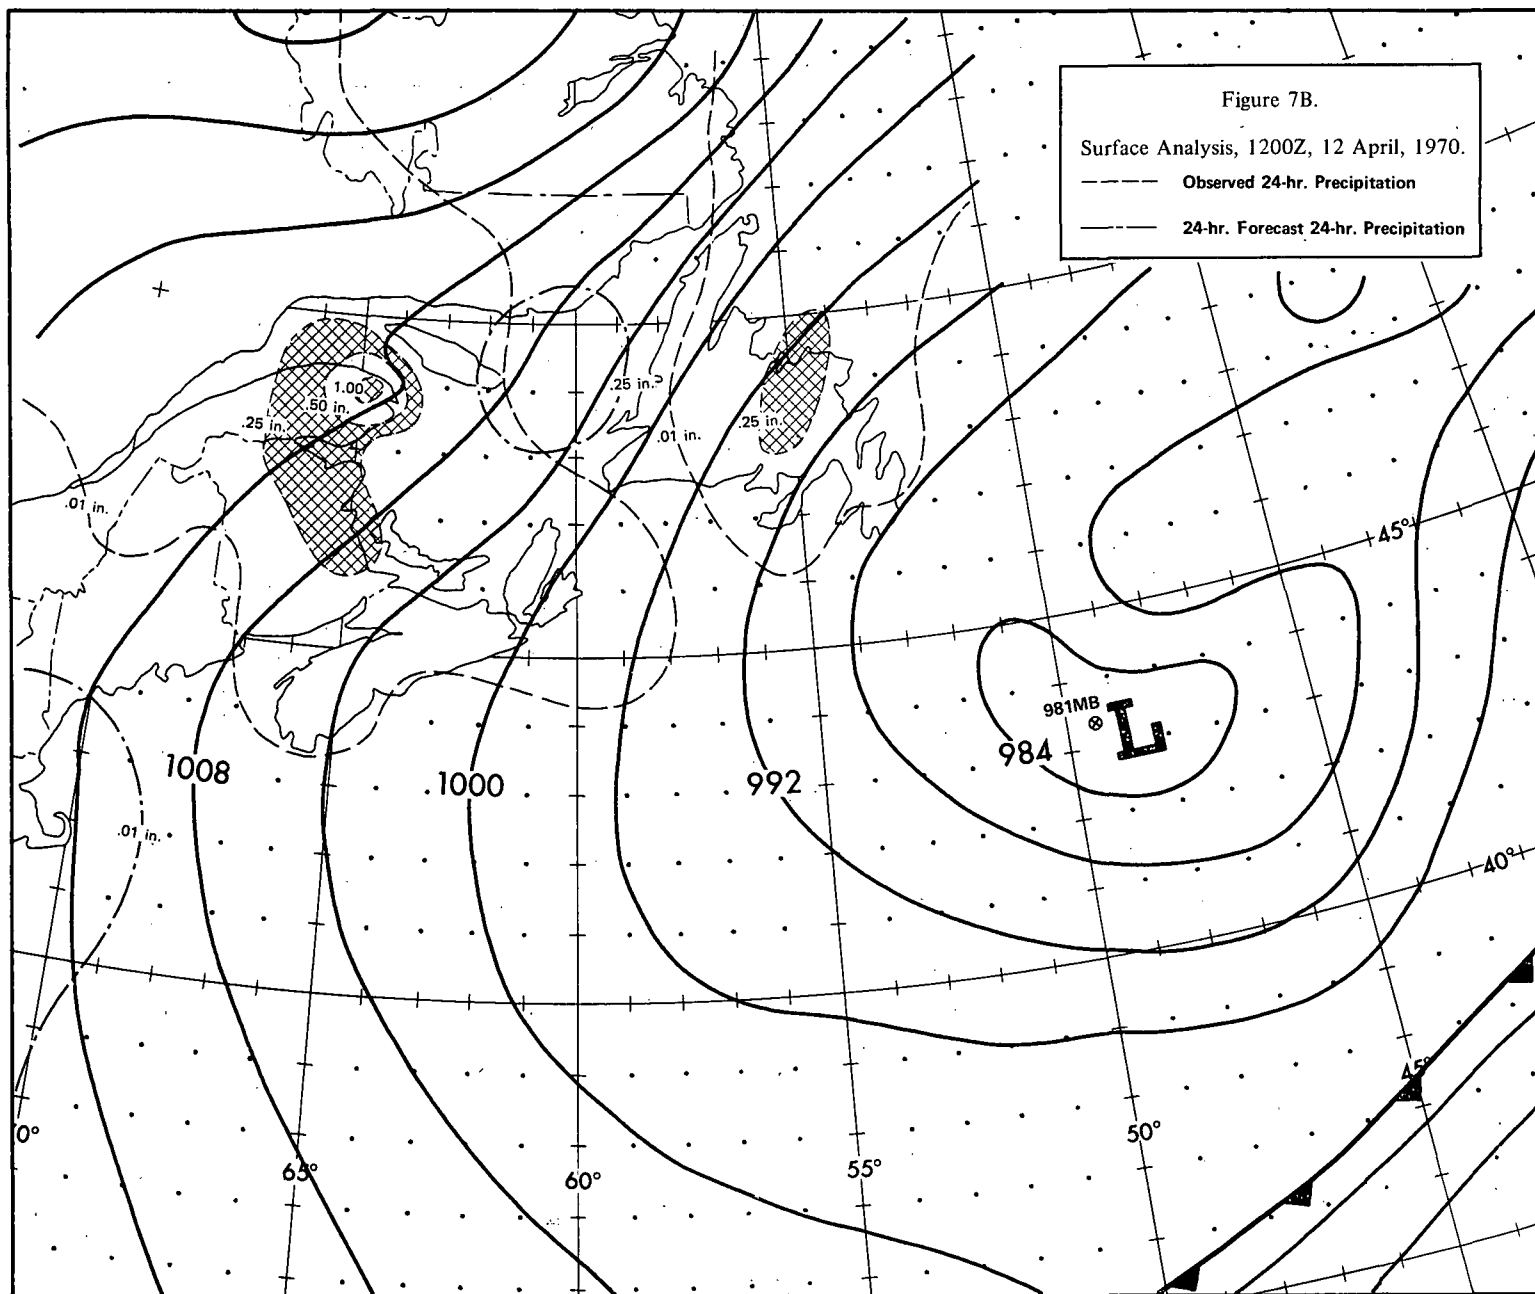 Figure 7B.
Surface Analysis, 1200Z, 12 April, 1970.
Observed 24-hr. Precipitation
24-hr. Forecast 24-hr. Precipitation
1.00
.50 in.
.25 in.
.25 in.
.01 in.
.25 in.
.01 in.
45°
981MB
L
984
1008
1000
992
.01 in.
40°
45°
0°
50°
65°
60°
55°